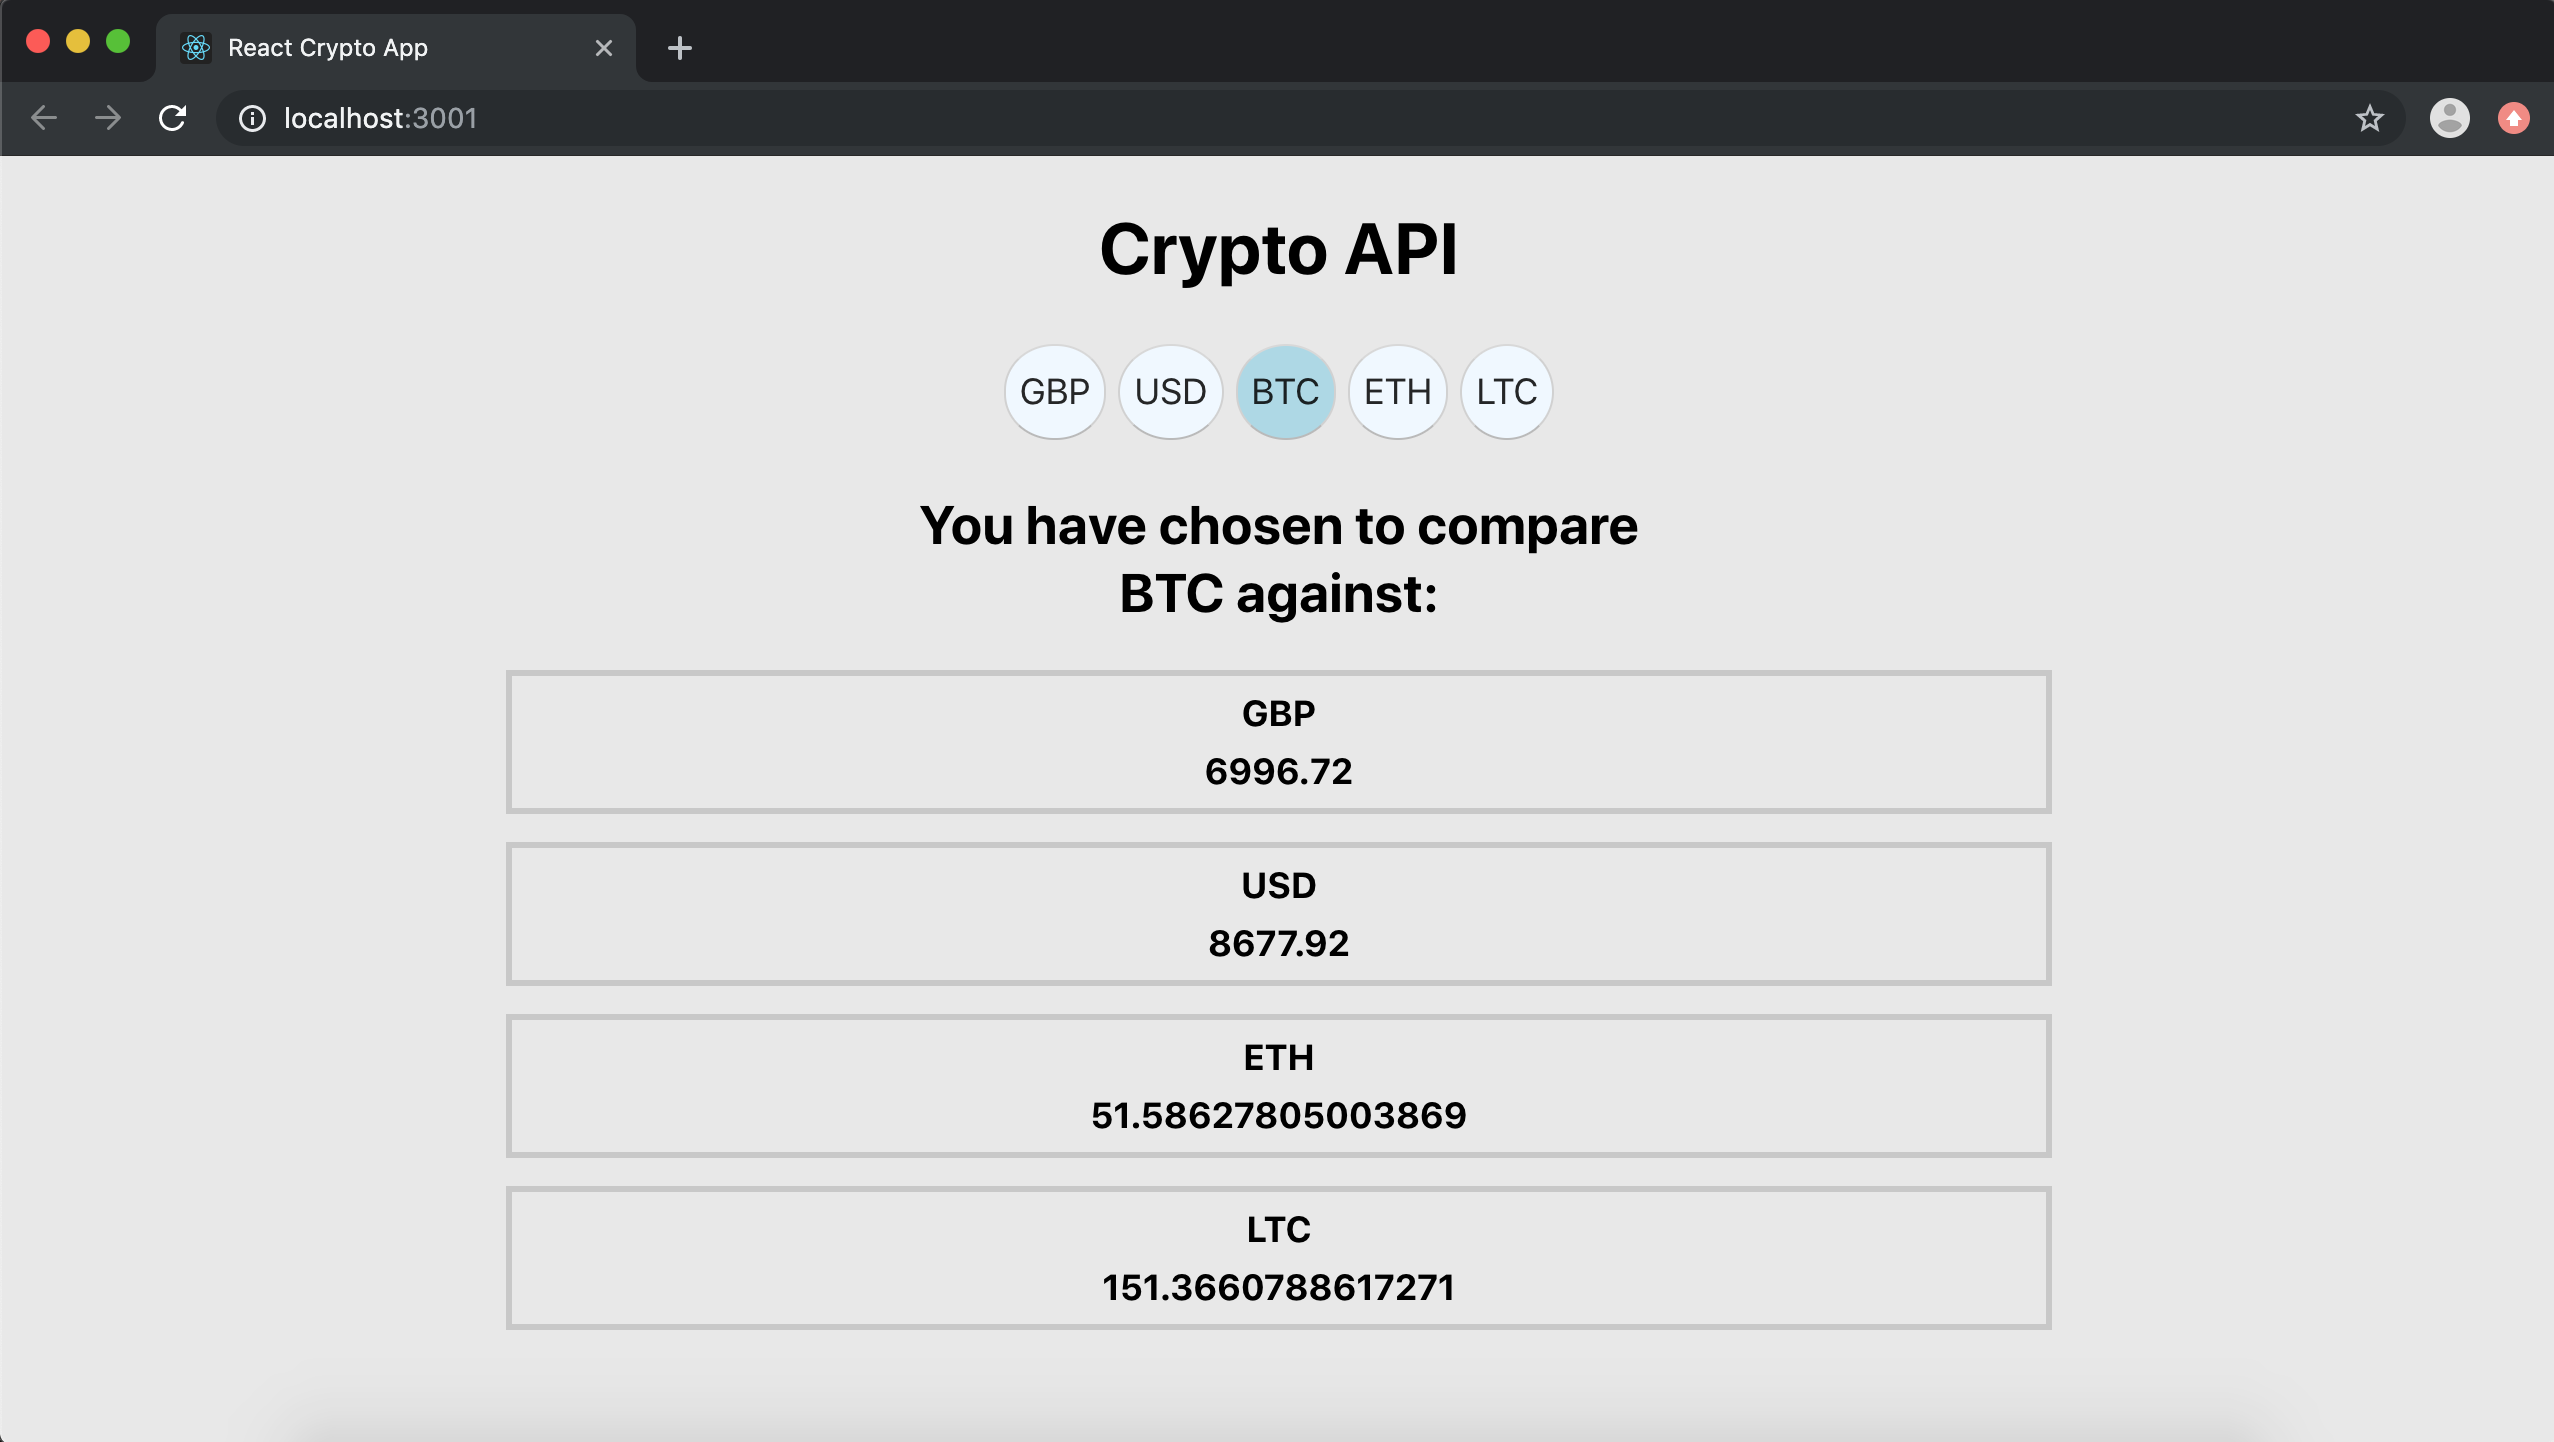 React Crypto App
localhost:3001
Crypto API
GBP USD BTC ETH LTC
You have chosen to compare
BTC against:
GBP
6996.72
USD
8677.92
ETH
51.58627805003869
LTC
151.3660788617271